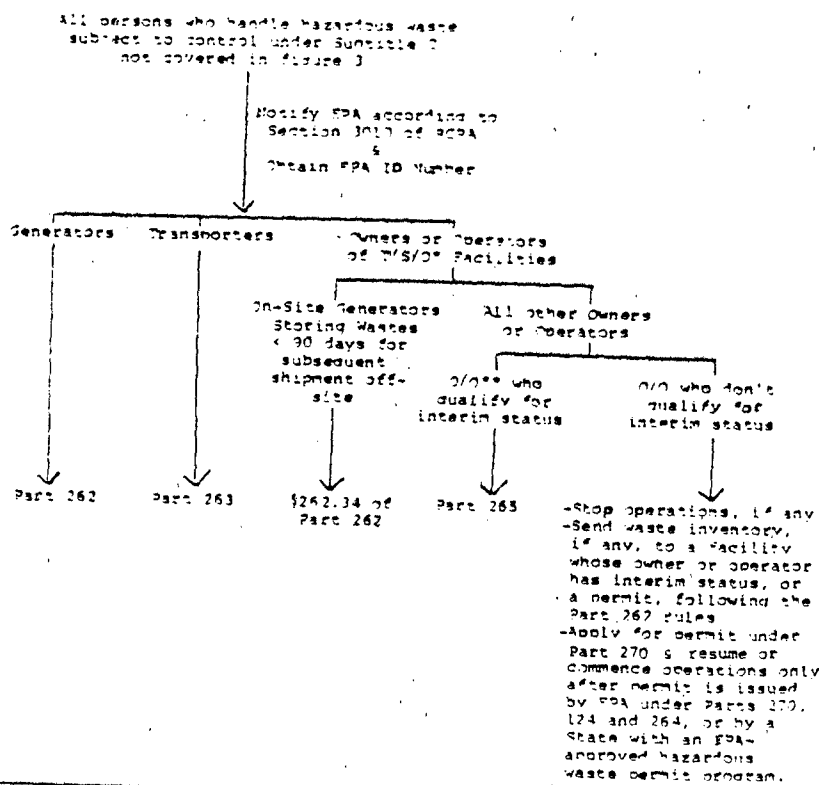 All persons who handle hazardous waste
subject to control under Subtitle C
not covered in figure 3
Notify EPA according to
Section 3010 of RCRA
&
Obtain EPA ID Number
Generators
Transporters
Owners or Operators
of T/S/D* Facilities
On-Site Generators
Storing Wastes
< 90 days for
subsequent
shipment off-
site
All other Owners
or Operators
O/O** who
qualify for
interim status
O/O who don't
qualify for
interim status
Part 262
Part 263
§262.34 of
Part 262
Part 265
-Stop operations, if any
-Send waste inventory,
if any, to a facility
whose owner or operator
has interim status, or
a permit, following the
Part 262 rules
-Apply for permit under
Part 270 & resume or
commence operations only
after permit is issued
by EPA under Parts 270,
124 and 264, or by a
State with an EPA-
approved hazardous
waste permit program.